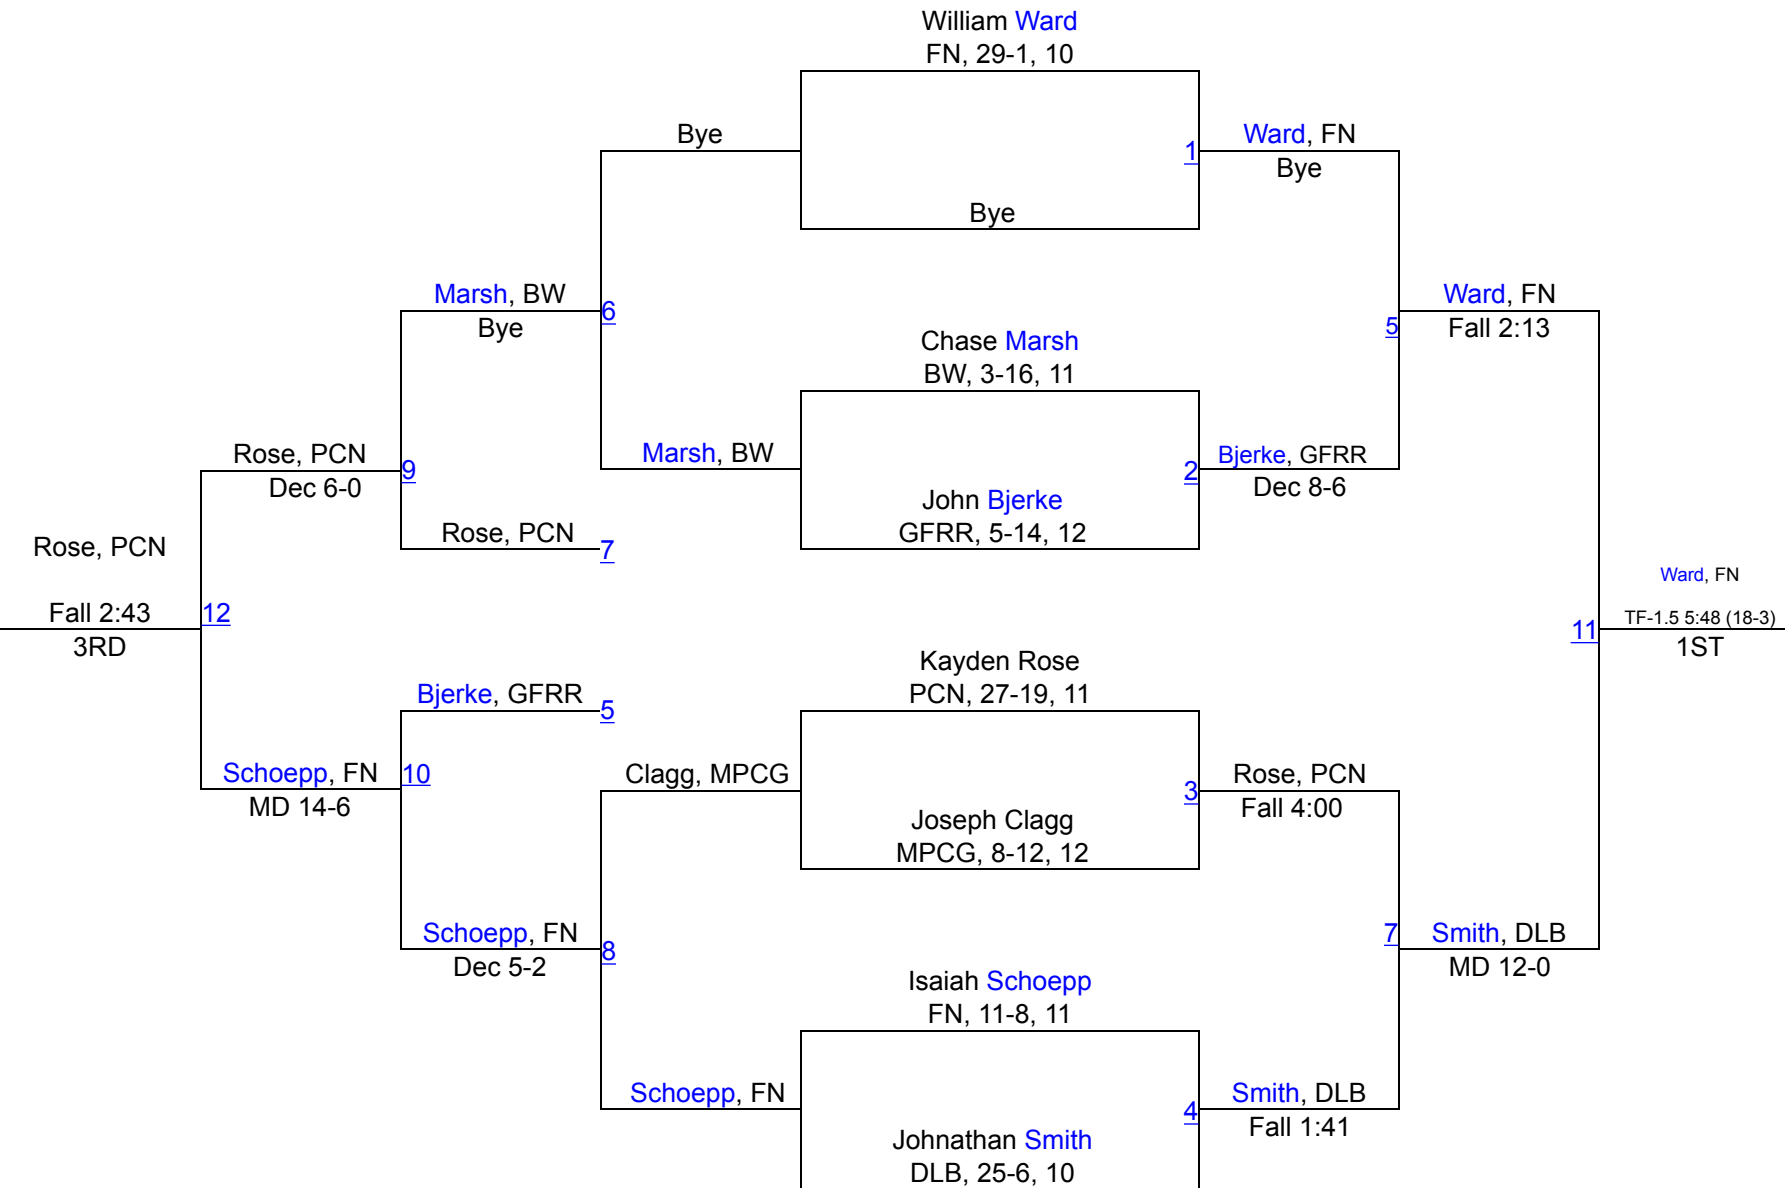 William Ward
FN, 29-1, 10
Bye
1
Ward, FN
Bye
Bye
Marsh, BW
Bye
6
Ward, FN
Fall 2:13
5
Chase Marsh
BW, 3-16, 11
Rose, PCN
Dec 6-0
9
Marsh, BW
2
Bjerke, GFRR
Dec 8-6
John Bjerke
GFRR, 5-14, 12
Rose, PCN
7
Rose, PCN
Fall 2:43
3RD
12
Ward, FN
TF-1.5 5:48 (18-3)
1ST
11
Kayden Rose
PCN, 27-19, 11
Bjerke, GFRR
5
Schoepp, FN
MD 14-6
10
Clagg, MPCG
3
Rose, PCN
Fall 4:00
Joseph Clagg
MPCG, 8-12, 12
Schoepp, FN
Dec 5-2
8
7
Smith, DLB
MD 12-0
Isaiah Schoepp
FN, 11-8, 11
Schoepp, FN
4
Smith, DLB
Fall 1:41
Johnathan Smith
DLB, 25-6, 10